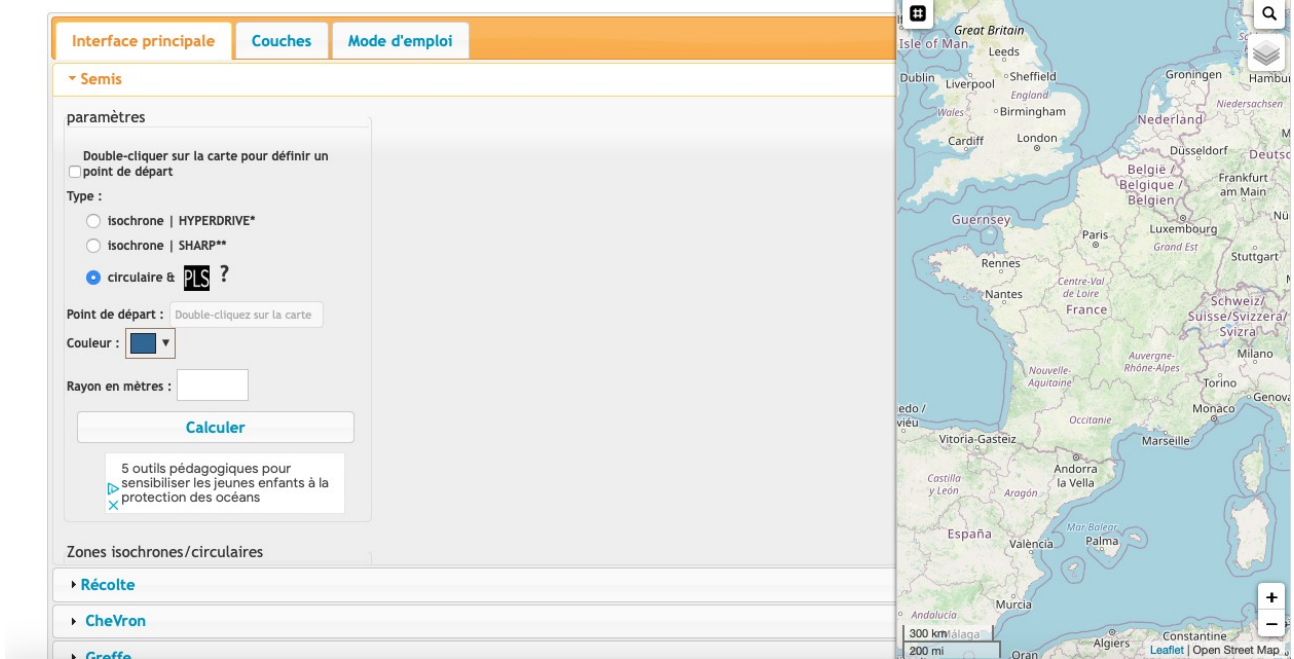 Interface principale
Couches
Mode d'emploi
Semis
paramètres
Double-cliquer sur la carte pour définir un
point de départ
Type :
isochrone | HYPERDRIVE*
isochrone | SHARP**
circulaire & PLS ?
Point de départ : Double-cliquez sur la carte
Couleur :
Rayon en mètres :
Calculer
5 outils pédagogiques pour
sensibiliser les jeunes enfants à la
protection des océans
Zones isochrones/circulaires
Récolte
CheVron
Greffe
Great Britain
Isle of Man
Leeds
Dublin
Liverpool
Sheffield
Groningen
Hambu
England
Wales
Birmingham
Niedersachsen
Nederland
Cardiff
London
Düsseldorf
Deutsc
België /
Belgique /
Belgien
Frankfurt
am Main
Guernsey
Luxembourg
Nü
Paris
Grand Est
Stuttgart
Rennes
Centre-Val
de Loire
Nantes
France
Schweiz/
Suisse/Svizzera/
Svizra
Auvergne-
Rhône-Alpes
Milano
Nouvelle-
Aquitaine
Torino
Genova
edo /
viéu
Occitanie
Monaco
Vitoria-Gasteiz
Marseille
Andorra
la Vella
Castilla
y León
Aragón
España
València
Mar Balear
Palma
Murcia
Andalucía
300 km
Málaga
200 mi
Oran
Algiers
Constantine
+
−
Leaflet | Open Street Map